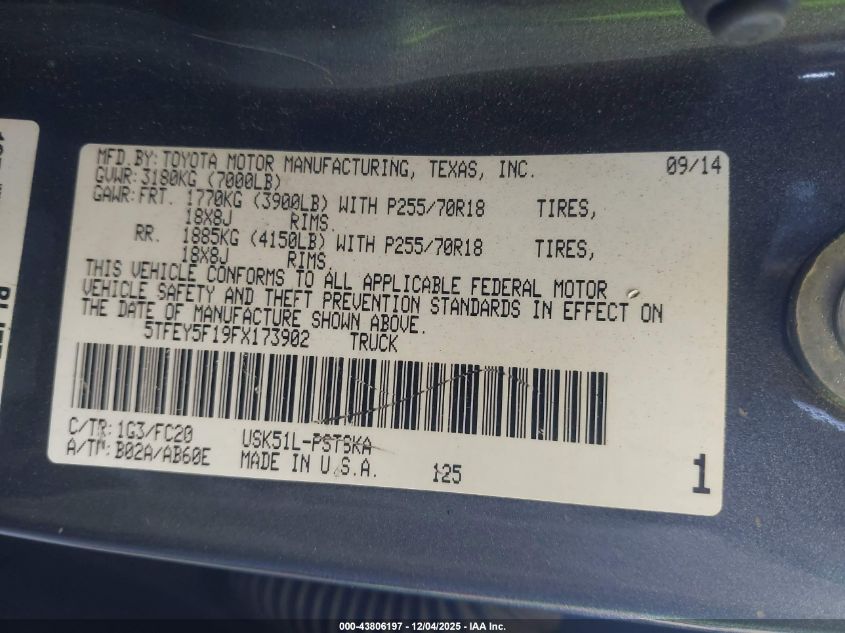 MFD.BY:TOYOTA MOTOR MANUFACTURING, TEXAS, INC. 09/14
GVWR:3180KG (7000LB)
GAWR:FRT. 1770KG (3900LB) WITH P255/70R18 TIRES,
18X8J RIMS.
RR. 1885KG (4150LB) WITH P255/70R18 TIRES,
18X8J RIMS.
THIS VEHICLE CONFORMS TO ALL APPLICABLE FEDERAL MOTOR
VEHICLE SAFETY AND THEFT PREVENTION STANDARDS IN EFFECT ON
THE DATE OF MANUFACTURE SHOWN ABOVE.
5TFEY5F19FX173902 TRUCK
C/TR:1G3/FC20 USK51L-PSTSKA
A/TM:B02A/AB60E MADE IN U.S.A. 125
1
000-43806197 - 12/04/2025 - IAA Inc.